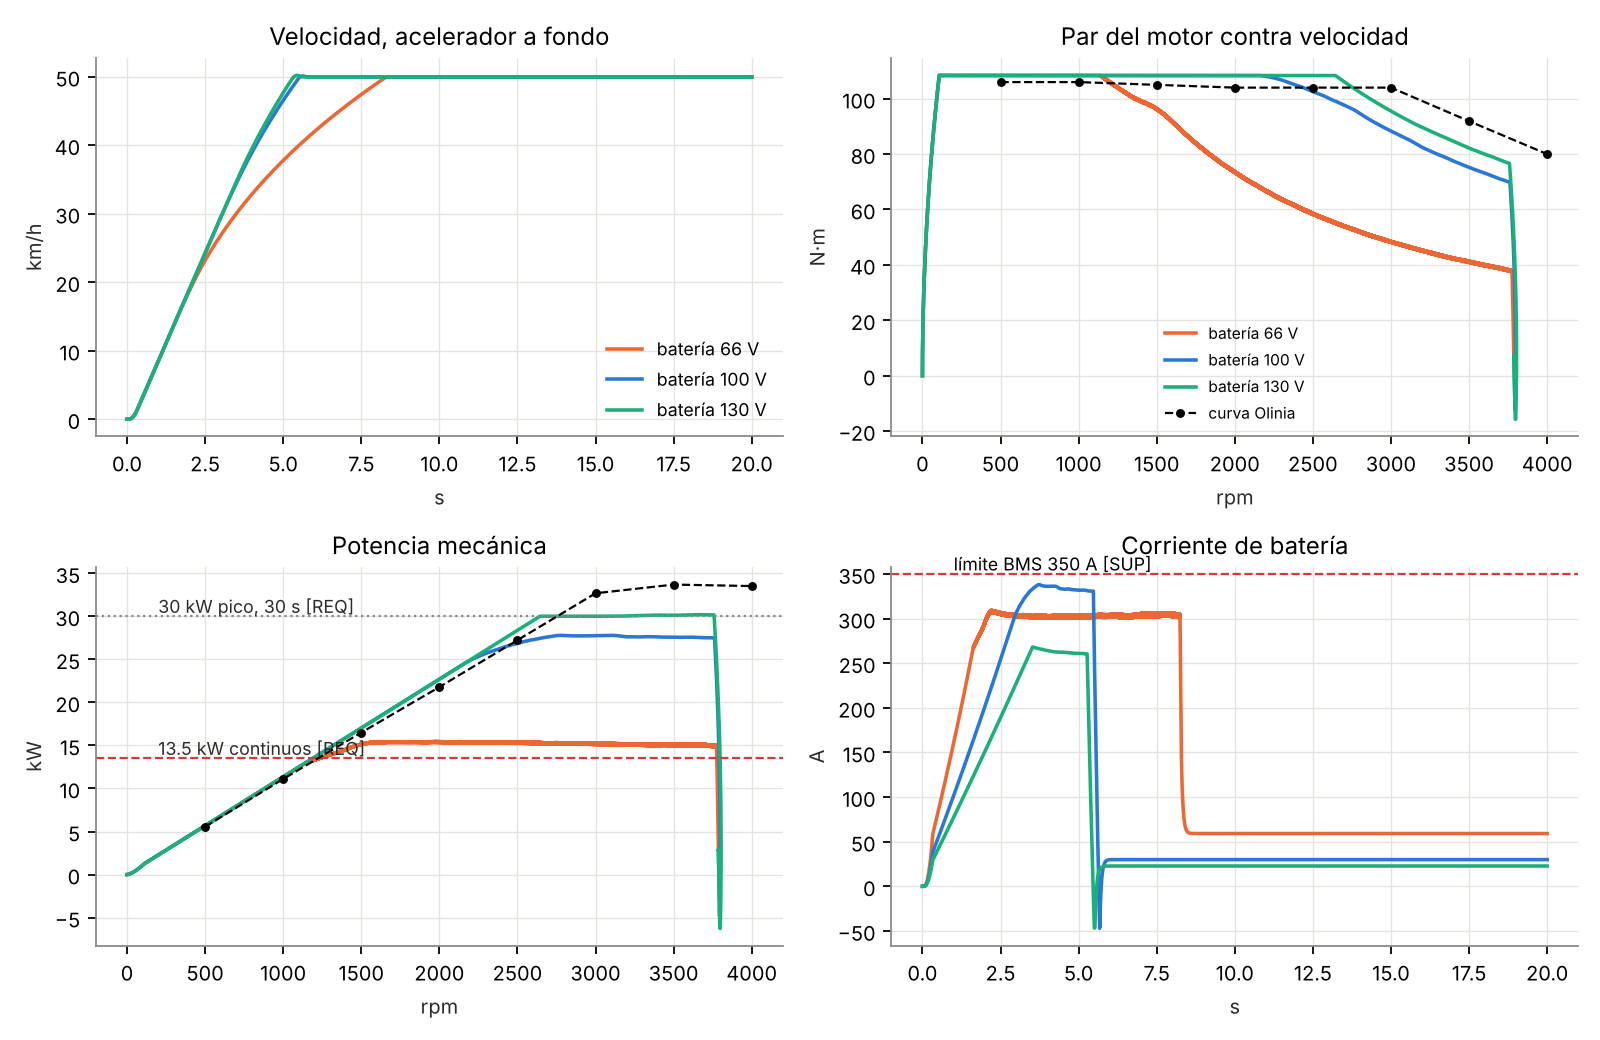 Velocidad, acelerador a fondo
50
40
30
20
10
0
km/h
0.0 2.5 5.0 7.5 10.0 12.5 15.0 17.5 20.0
s
batería 66 V
batería 100 V
batería 130 V
Par del motor contra velocidad
100
80
60
40
20
0
−20
N·m
0 500 1000 1500 2000 2500 3000 3500 4000
rpm
batería 66 V
batería 100 V
batería 130 V
curva Olinia
Potencia mecánica
35
30
25
20
15
10
5
0
−5
kW
30 kW pico, 30 s [REQ]
13.5 kW continuos [REQ]
0 500 1000 1500 2000 2500 3000 3500 4000
rpm
Corriente de batería
límite BMS 350 A [SUP]
350
300
250
200
150
100
50
0
−50
A
0.0 2.5 5.0 7.5 10.0 12.5 15.0 17.5 20.0
s